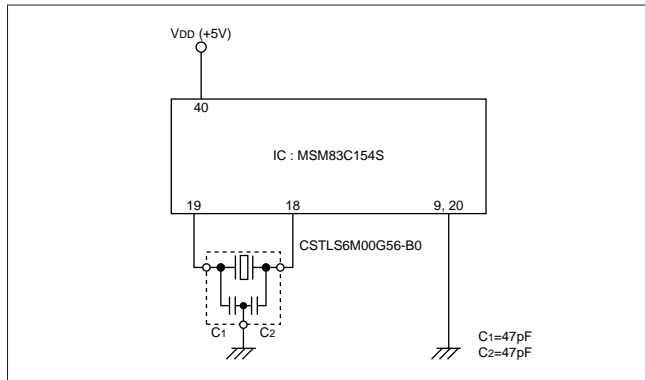 VDD (+5V)
40
IC : MSM83C154S
19
18
9, 20
CSTLS6M00G56-B0
C1
C2
C1=47pF
C2=47pF